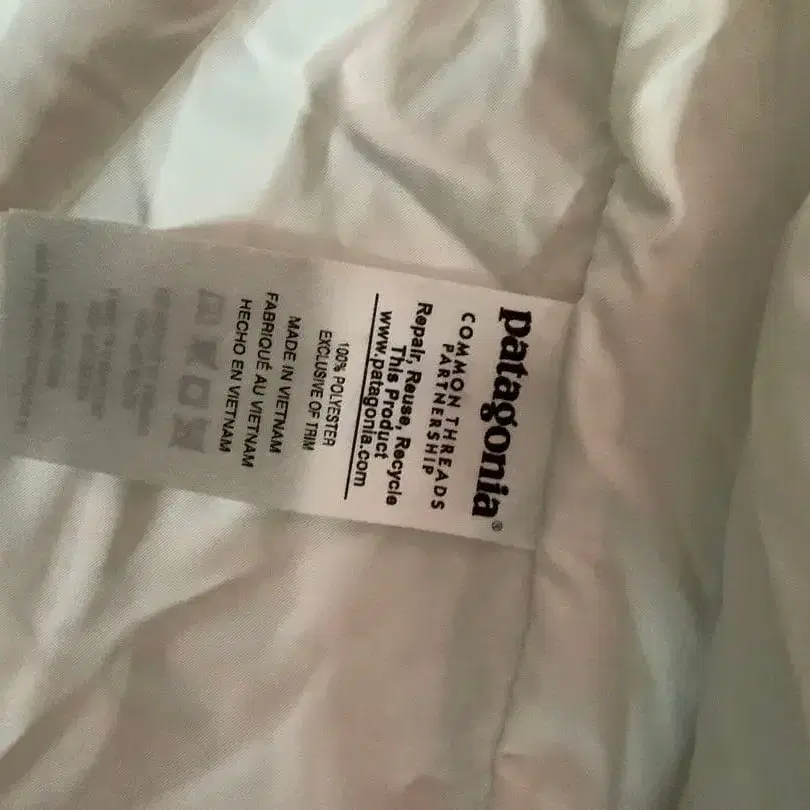 patagonia®
COMMON THREADS
PARTNERSHIP
Repair, Reuse, Recycle
This Product
www.patagonia.com
100% POLYESTER
EXCLUSIVE OF TRIM
MADE IN VIETNAM
FABRIQUÉ AU VIETNAM
HECHO EN VIETNAM